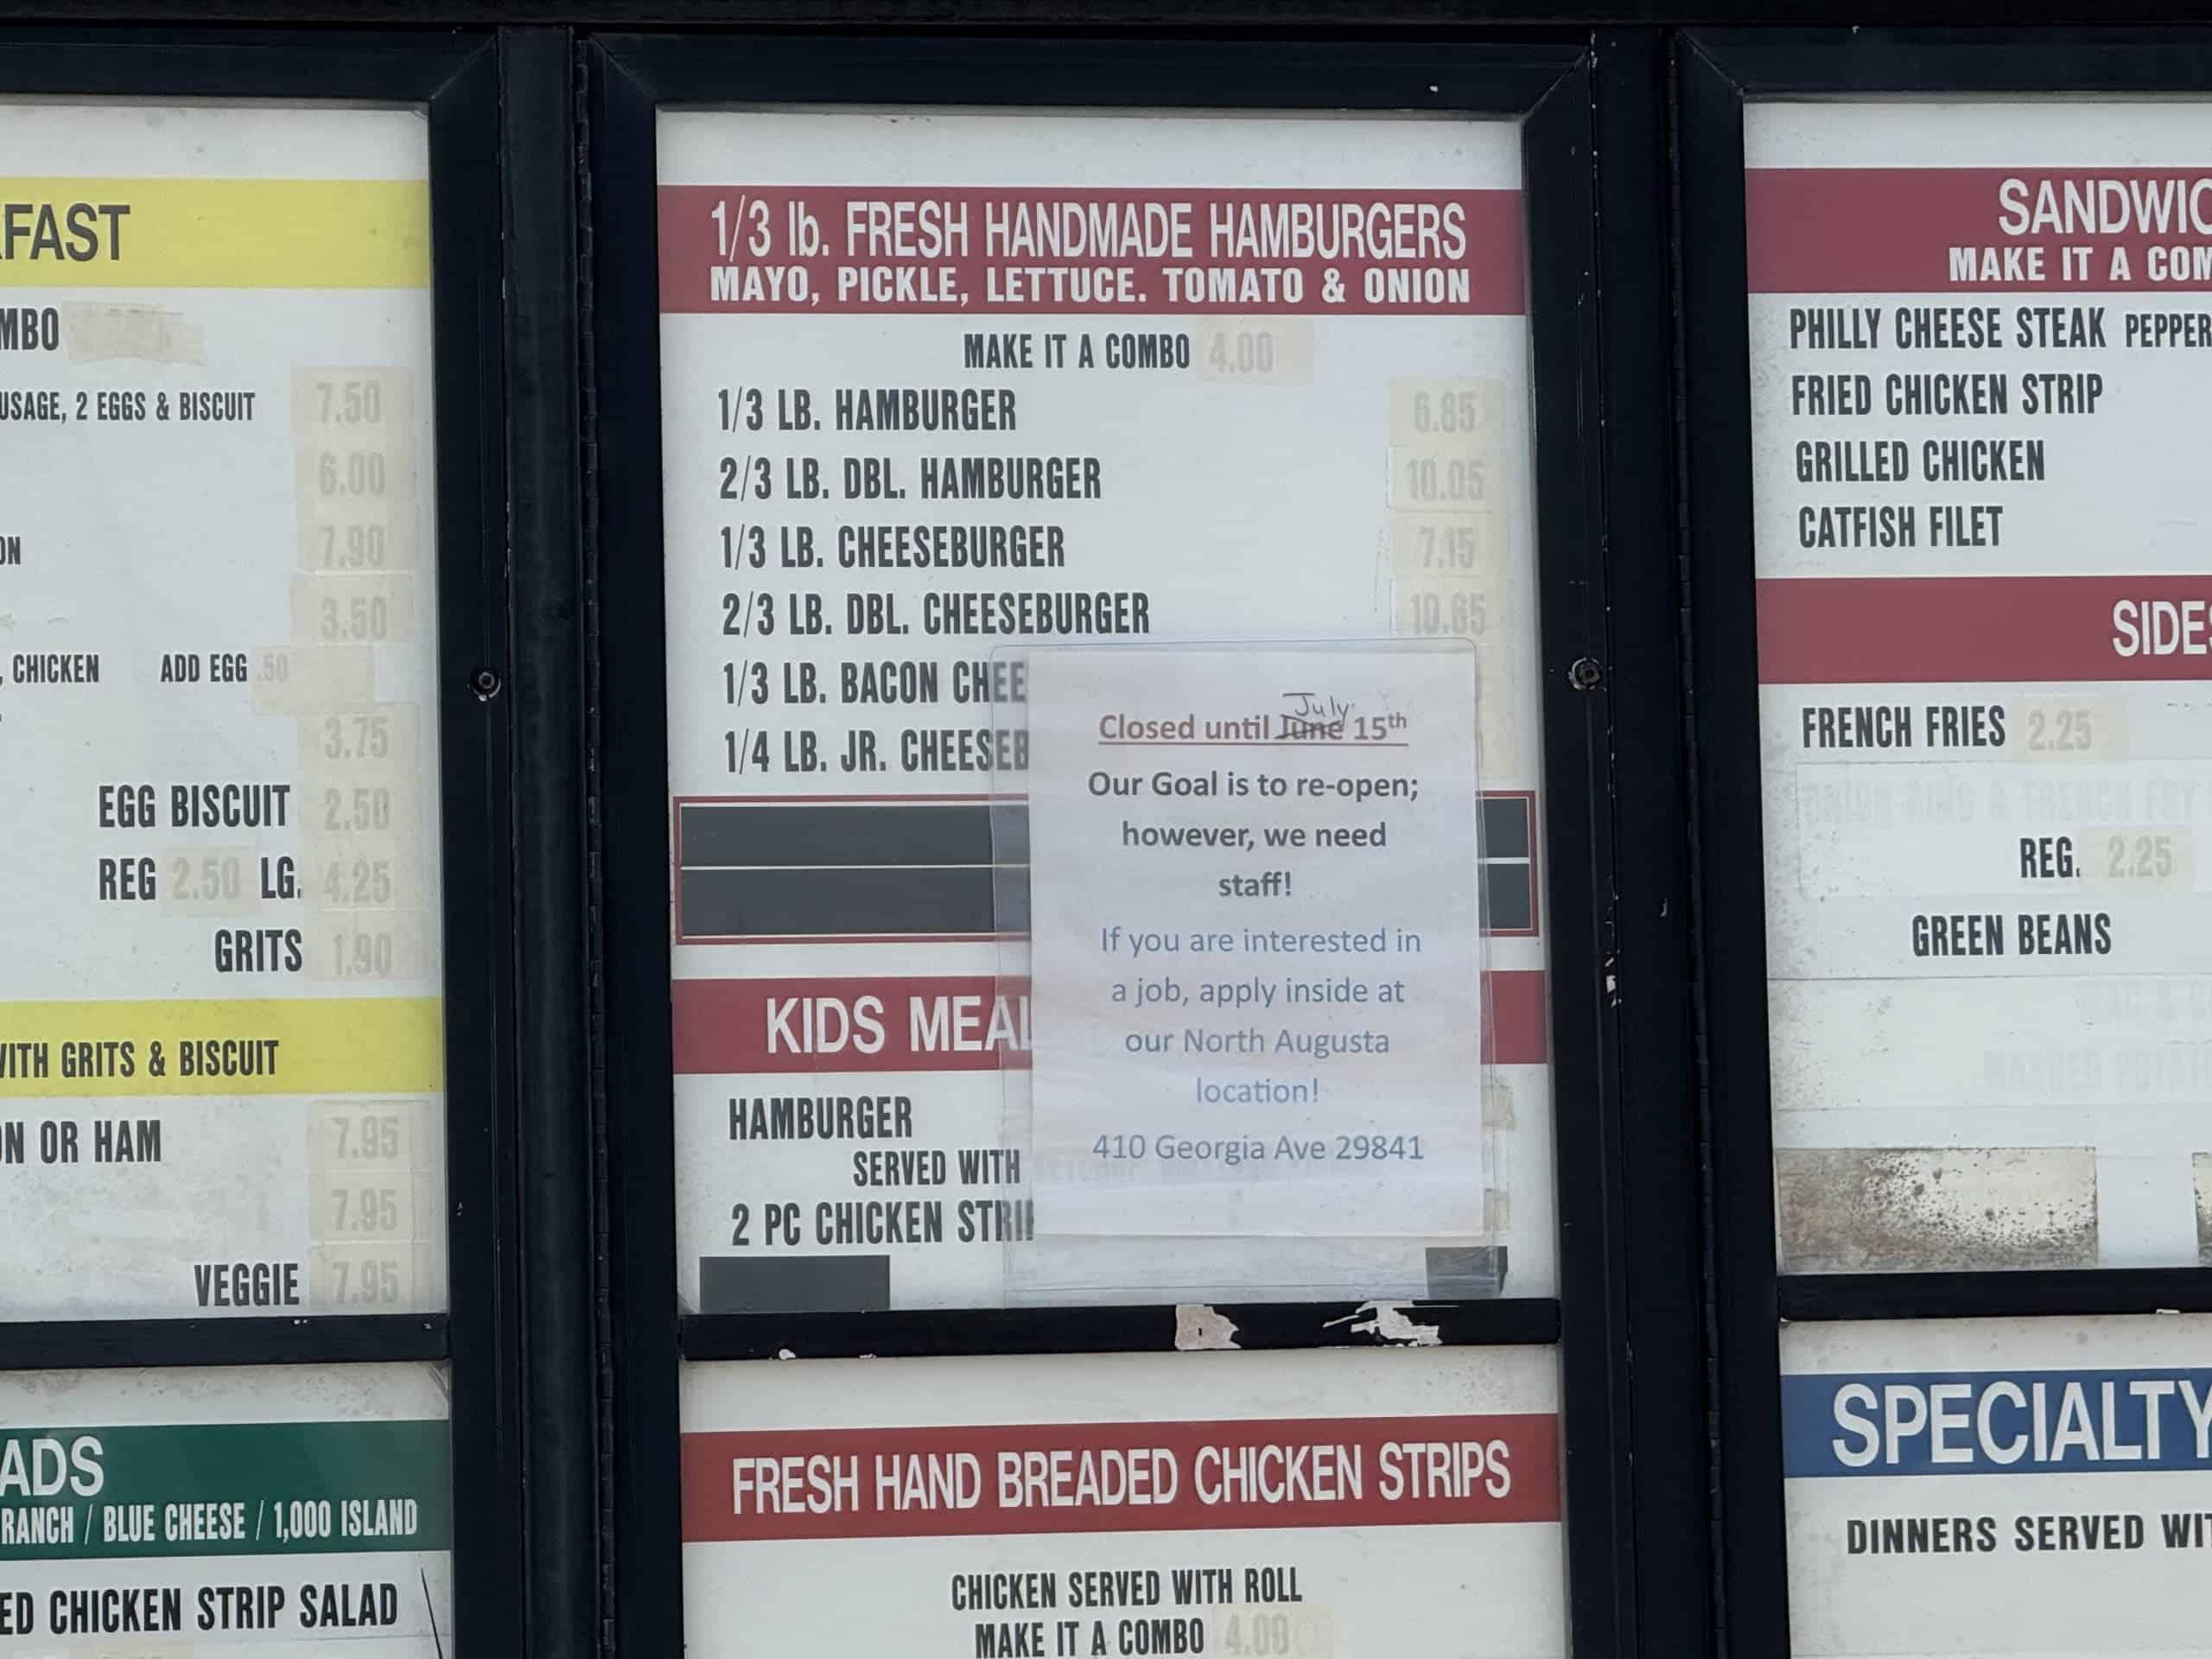 FAST
MBO
USAGE, 2 EGGS & BISCUIT 7.50
6.00
ON 7.90
3.50
, CHICKEN ADD EGG .50
3.75
EGG BISCUIT 2.50
REG 2.50 LG. 4.25
GRITS 1.90
WITH GRITS & BISCUIT
ON OR HAM 7.95
7.95
VEGGIE 7.95
ADS
RANCH / BLUE CHEESE / 1,000 ISLAND
ED CHICKEN STRIP SALAD
1/3 lb. FRESH HANDMADE HAMBURGERS
MAYO, PICKLE, LETTUCE. TOMATO & ONION
MAKE IT A COMBO 4.00
1/3 LB. HAMBURGER 6.85
2/3 LB. DBL. HAMBURGER 10.05
1/3 LB. CHEESEBURGER 7.15
2/3 LB. DBL. CHEESEBURGER 10.65
1/3 LB. BACON CHEE
1/4 LB. JR. CHEESEB
KIDS MEAL
HAMBURGER
SERVED WITH
2 PC CHICKEN STRIP
July
Closed until June 15th
Our Goal is to re-open;
however, we need
staff!
If you are interested in
a job, apply inside at
our North Augusta
location!
410 Georgia Ave 29841
FRESH HAND BREADED CHICKEN STRIPS
CHICKEN SERVED WITH ROLL
MAKE IT A COMBO 4.00
SANDWIC
MAKE IT A COM
PHILLY CHEESE STEAK PEPPER
FRIED CHICKEN STRIP
GRILLED CHICKEN
CATFISH FILET
SIDES
FRENCH FRIES 2.25
ONION RING & FRENCH FRY
REG. 2.25
GREEN BEANS
MAC & C
MASHED POTAT
SPECIALTY
DINNERS SERVED WIT